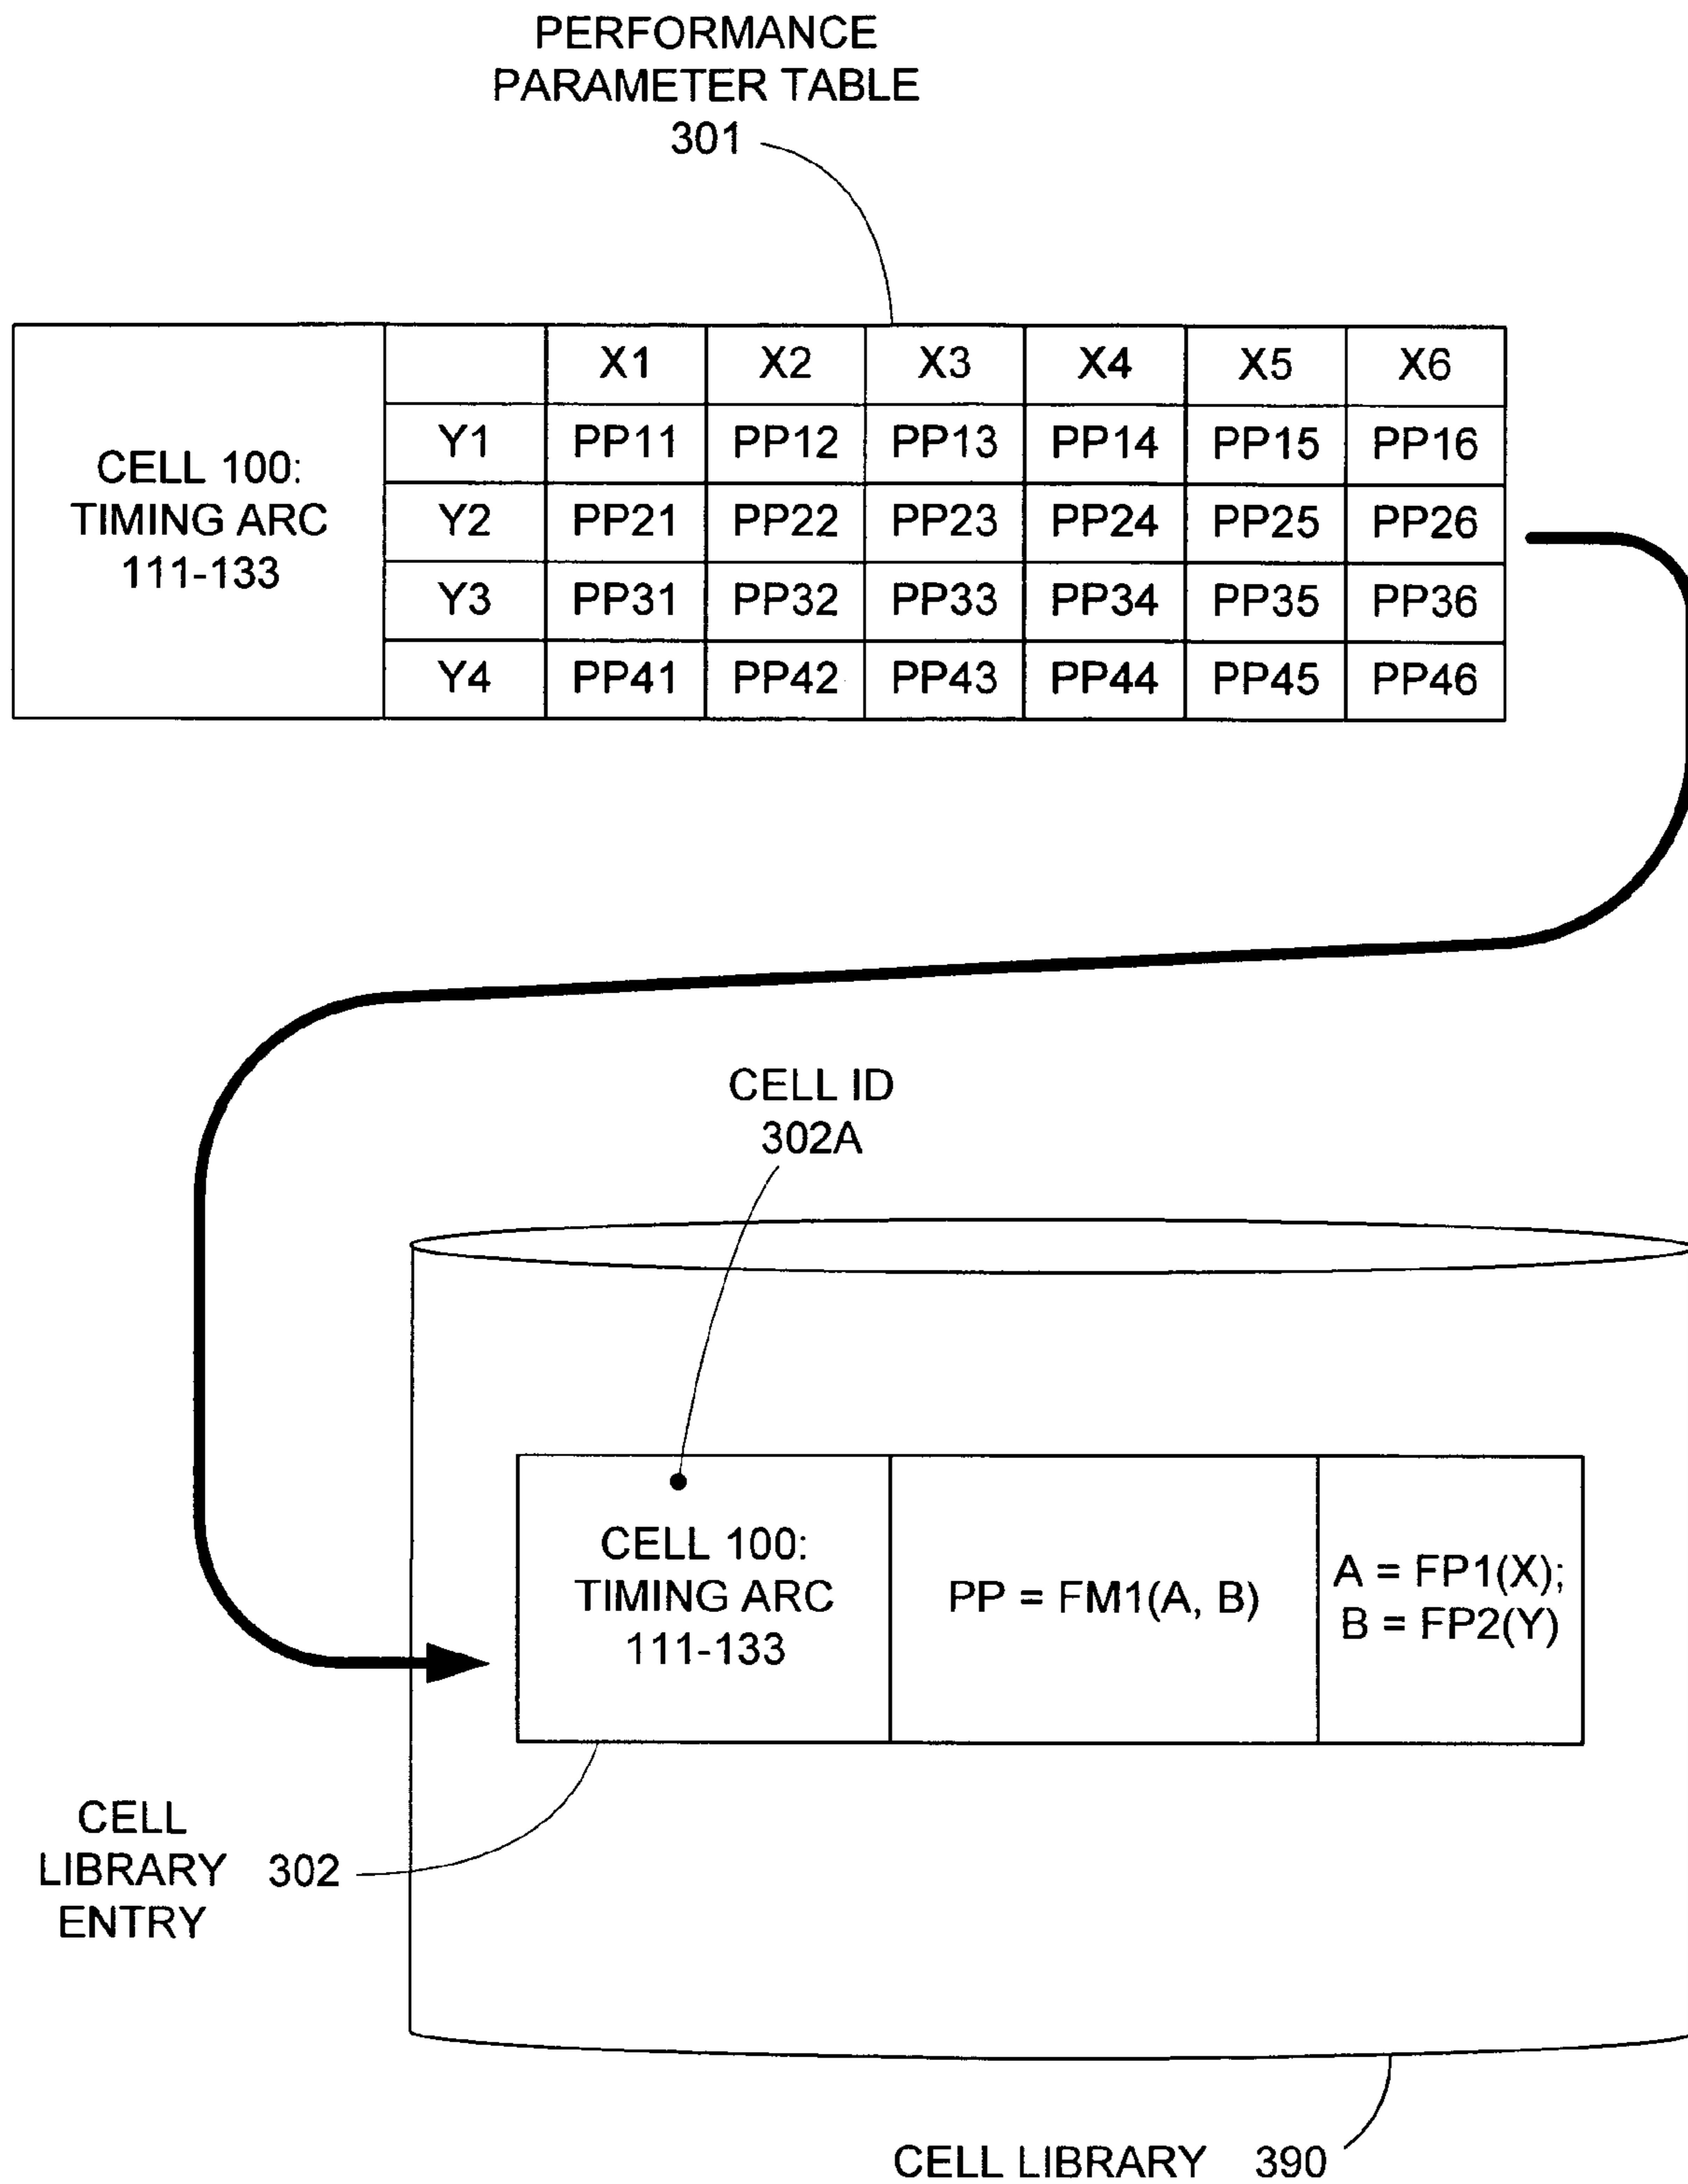 PERFORMANCE
PARAMETER TABLE
301
X1 X2 X3 X4 X5 X6
CELL 100:
TIMING ARC
111-133
Y1 PP11 PP12 PP13 PP14 PP15 PP16
Y2 PP21 PP22 PP23 PP24 PP25 PP26
Y3 PP31 PP32 PP33 PP34 PP35 PP36
Y4 PP41 PP42 PP43 PP44 PP45 PP46
CELL ID
302A
CELL 100:
TIMING ARC
111-133
PP = FM1(A, B)
A = FP1(X);
B = FP2(Y)
CELL
LIBRARY 302
ENTRY
CELL LIBRARY 390